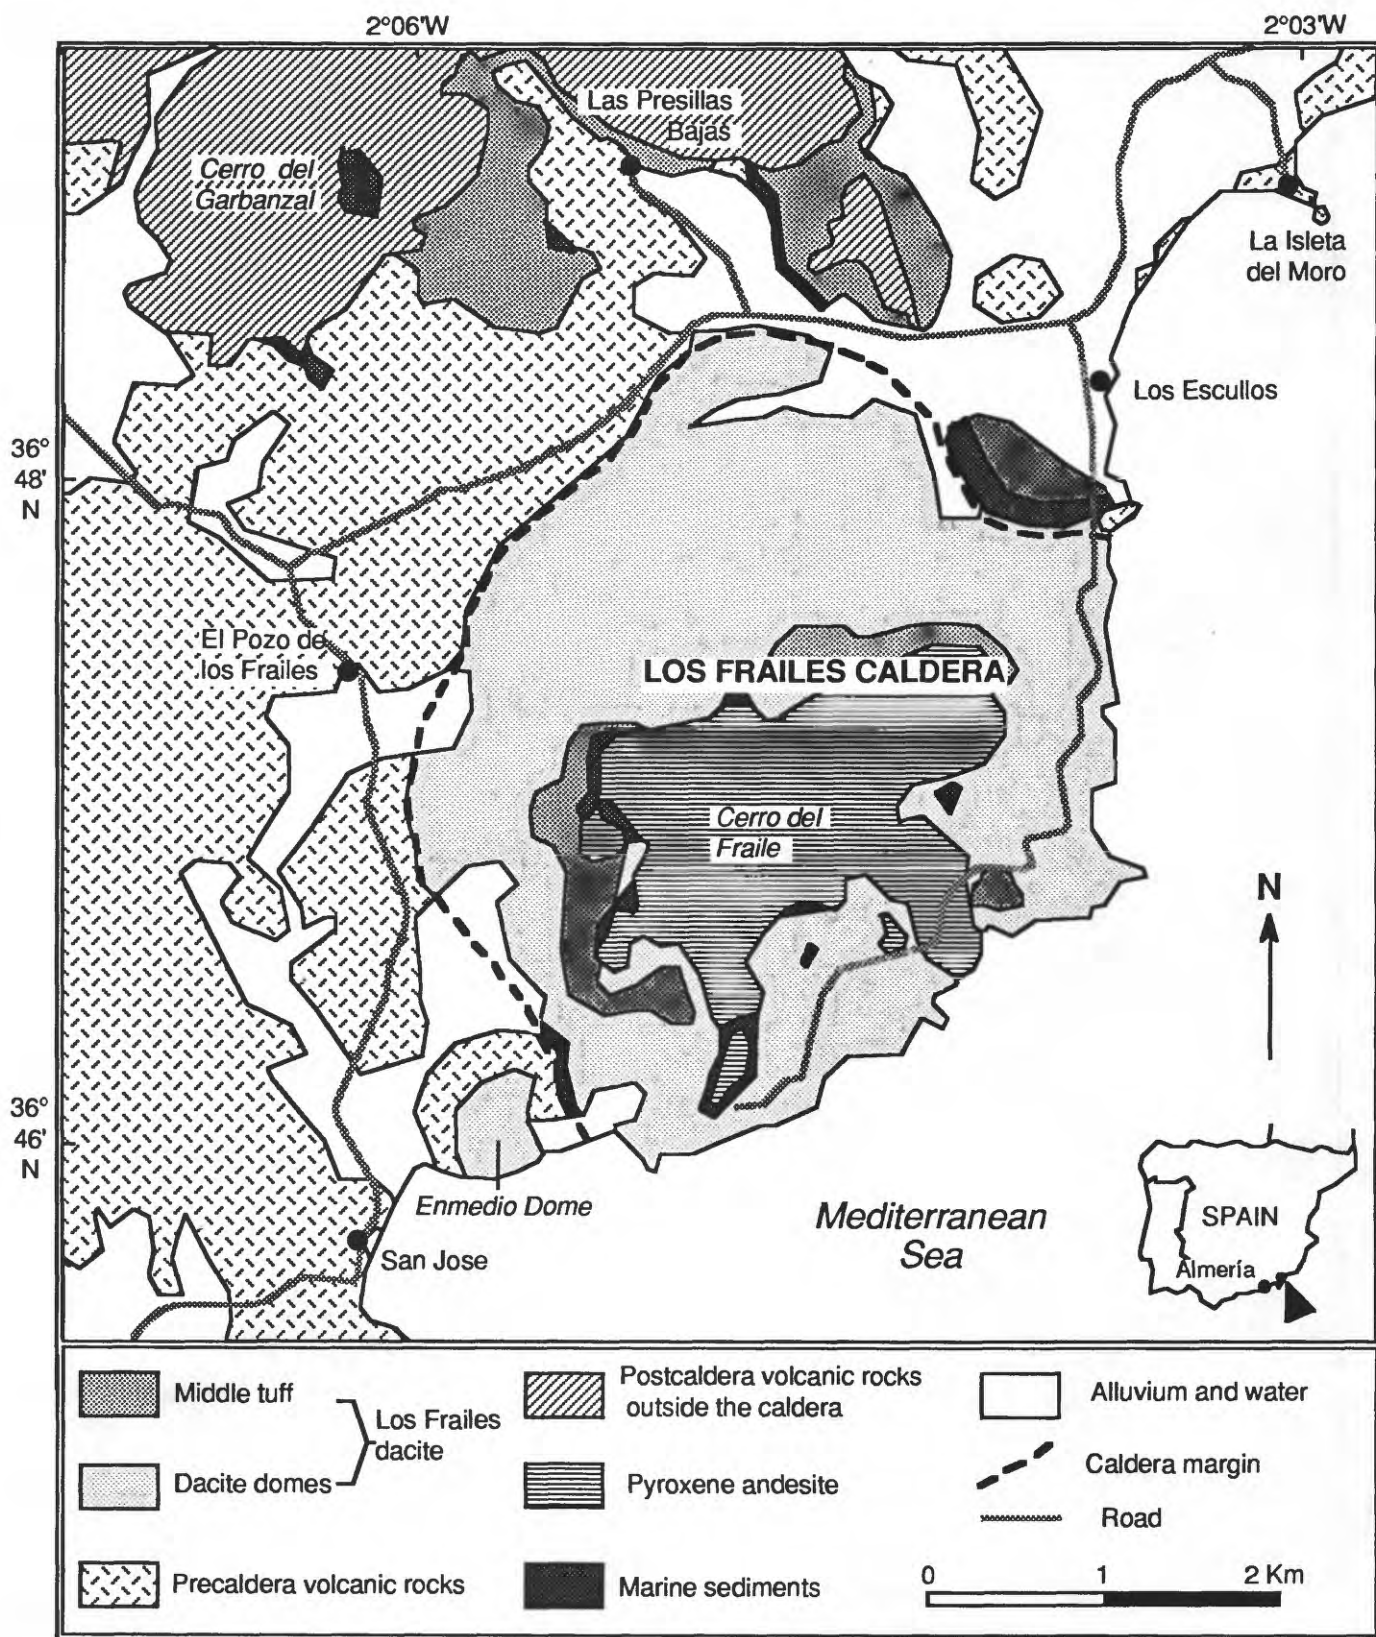 2°06'W
2°03'W
Las Presillas
Bajas
Cerro del
Garbanzal
La Isleta
del Moro
Los Escullos
36°
48'
N
El Pozo de
los Frailes
LOS FRAILES CALDERA
Cerro del
Fraile
N
36°
46'
N
Enmedio Dome
San Jose
Mediterranean
Sea
SPAIN
Almería
Middle tuff
Los Frailes
dacite
Dacite domes
Precaldera volcanic rocks
Postcaldera volcanic rocks
outside the caldera
Pyroxene andesite
Marine sediments
Alluvium and water
Caldera margin
Road
0 1 2 Km